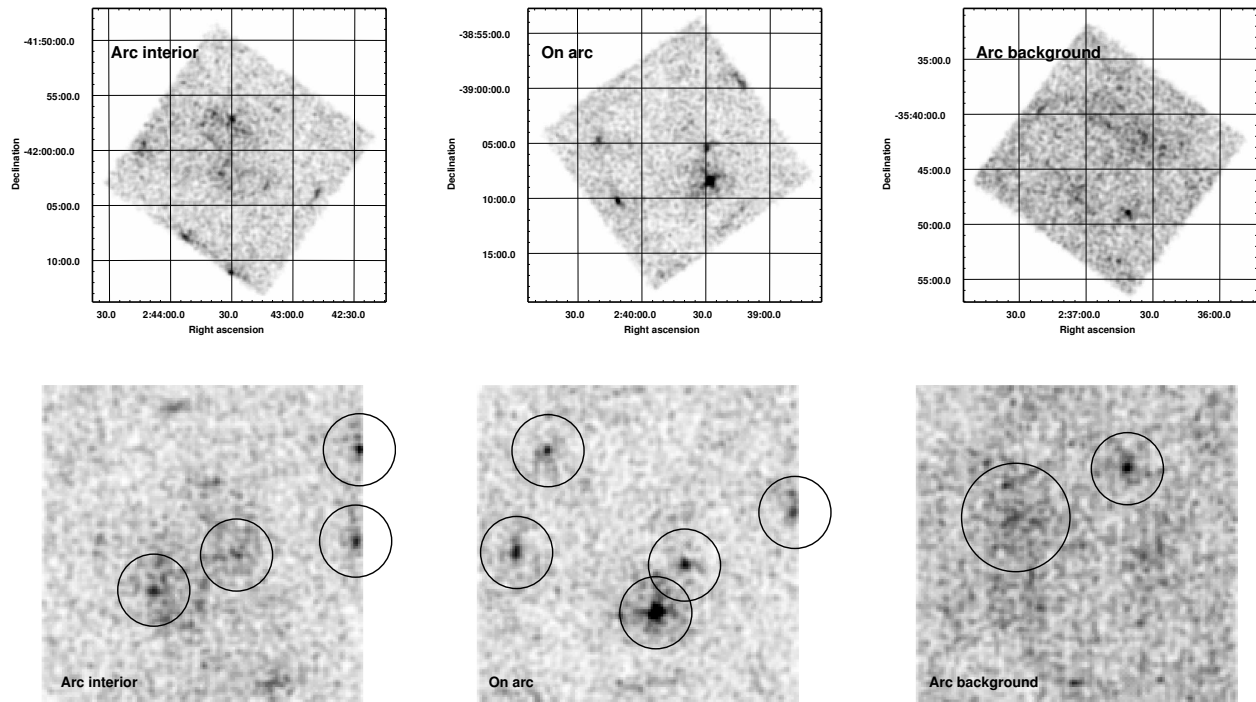 Arc interior
-41:50:00.0
55:00.0
-42:00:00.0
05:00.0
10:00.0
Declination
30.0 2:44:00.0 30.0 43:00.0 42:30.0
Right ascension
On arc
-38:55:00.0
-39:00:00.0
05:00.0
10:00.0
15:00.0
Declination
30.0 2:40:00.0 30.0 39:00.0
Right ascension
Arc background
35:00.0
-35:40:00.0
45:00.0
50:00.0
55:00.0
Declination
30.0 2:37:00.0 30.0 36:00.0
Right ascension
Arc interior
On arc
Arc background